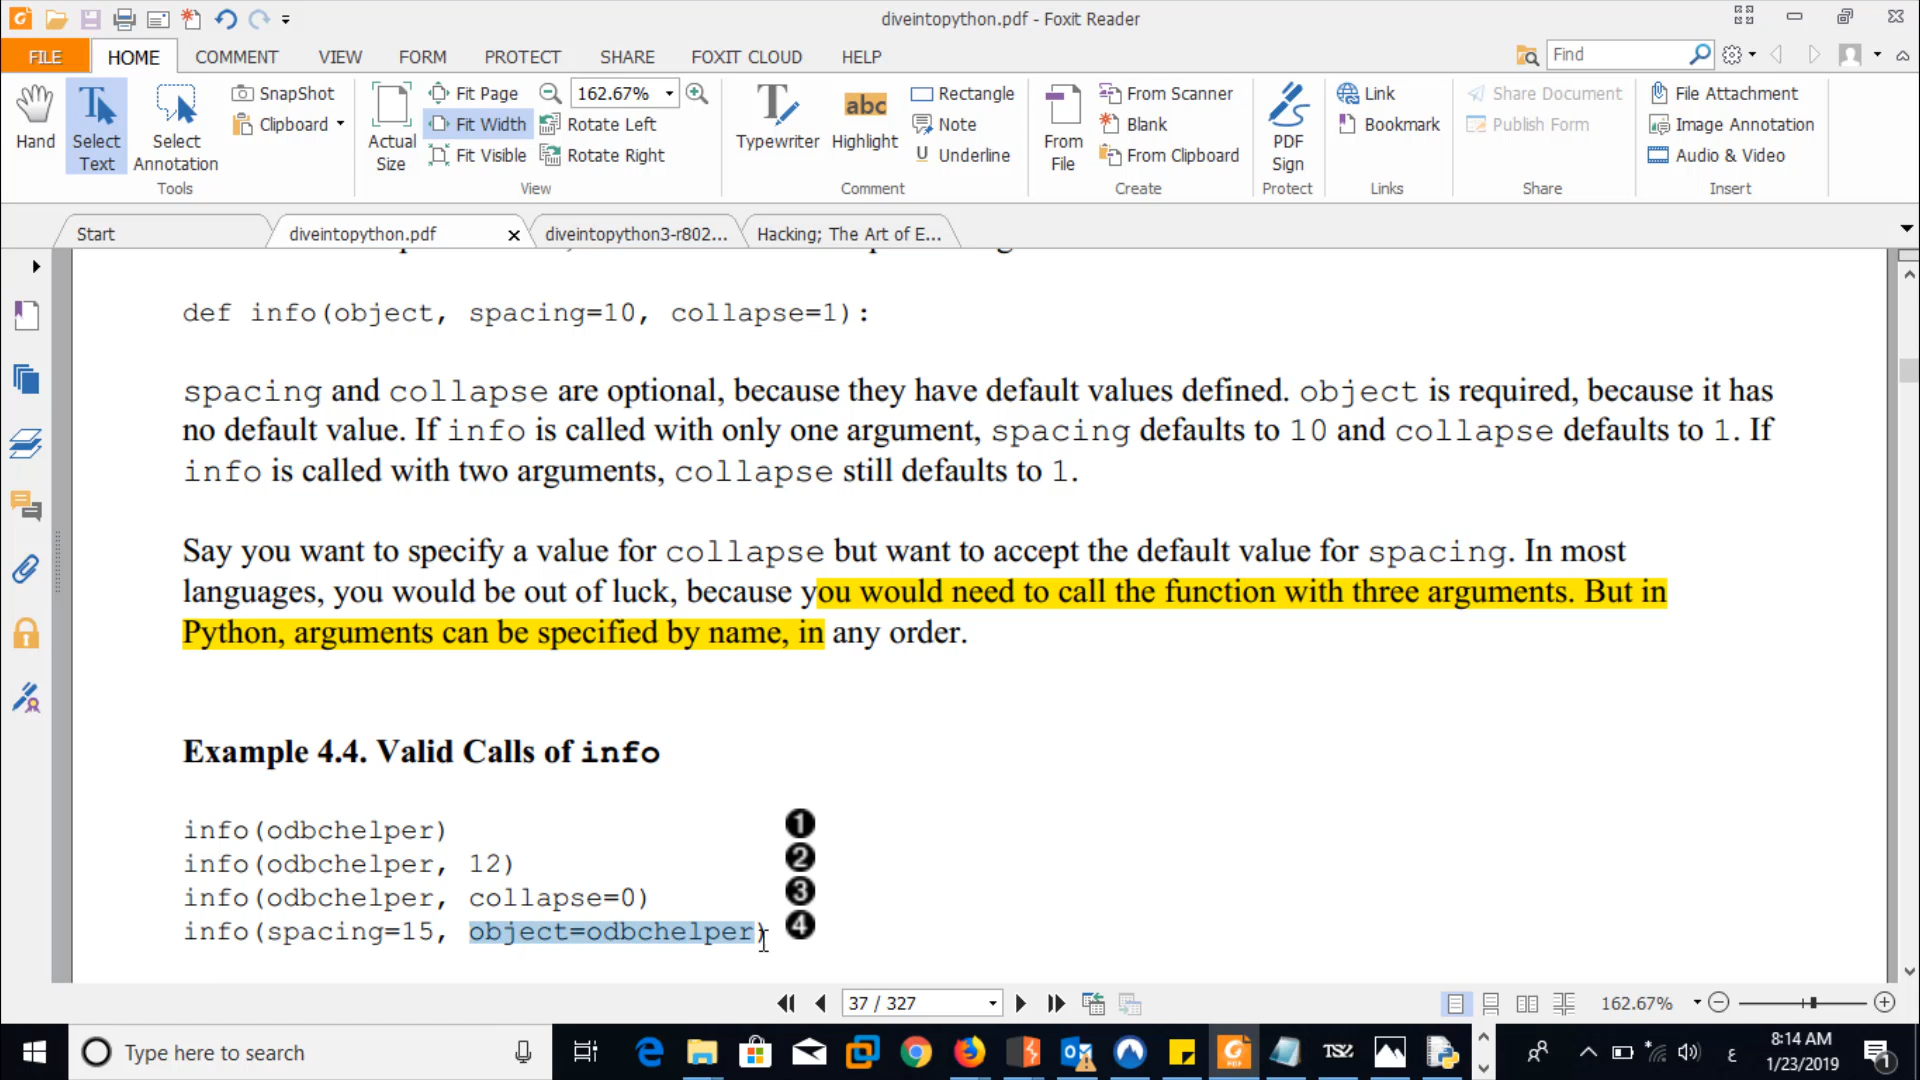 diveintopython.pdf - Foxit Reader
FILE HOME COMMENT VIEW FORM PROTECT SHARE FOXIT CLOUD HELP Find
Hand
Select Text
Select Annotation
SnapShot
Clipboard
Tools
Actual Size
Fit Page
Fit Width
Fit Visible
162.67%
Rotate Left
Rotate Right
View
Typewriter
abc
Highlight
Rectangle
Note
Underline
Comment
From File
From Scanner
Blank
From Clipboard
Create
PDF Sign
Protect
Link
Bookmark
Links
Share Document
Publish Form
Share
File Attachment
Image Annotation
Audio & Video
Insert
Start diveintopython.pdf diveintopython3-r802... Hacking; The Art of E...
def info(object, spacing=10, collapse=1):
spacing and collapse are optional, because they have default values defined. object is required, because it has
no default value. If info is called with only one argument, spacing defaults to 10 and collapse defaults to 1. If
info is called with two arguments, collapse still defaults to 1.
Say you want to specify a value for collapse but want to accept the default value for spacing. In most
languages, you would be out of luck, because you would need to call the function with three arguments. But in
Python, arguments can be specified by name, in any order.
Example 4.4. Valid Calls of info
info(odbchelper) ❶
info(odbchelper, 12) ❷
info(odbchelper, collapse=0) ❸
info(spacing=15, object=odbchelper) ❹
37 / 327 162.67%
Type here to search
TSZ
ع
8:14 AM
1/23/2019
1